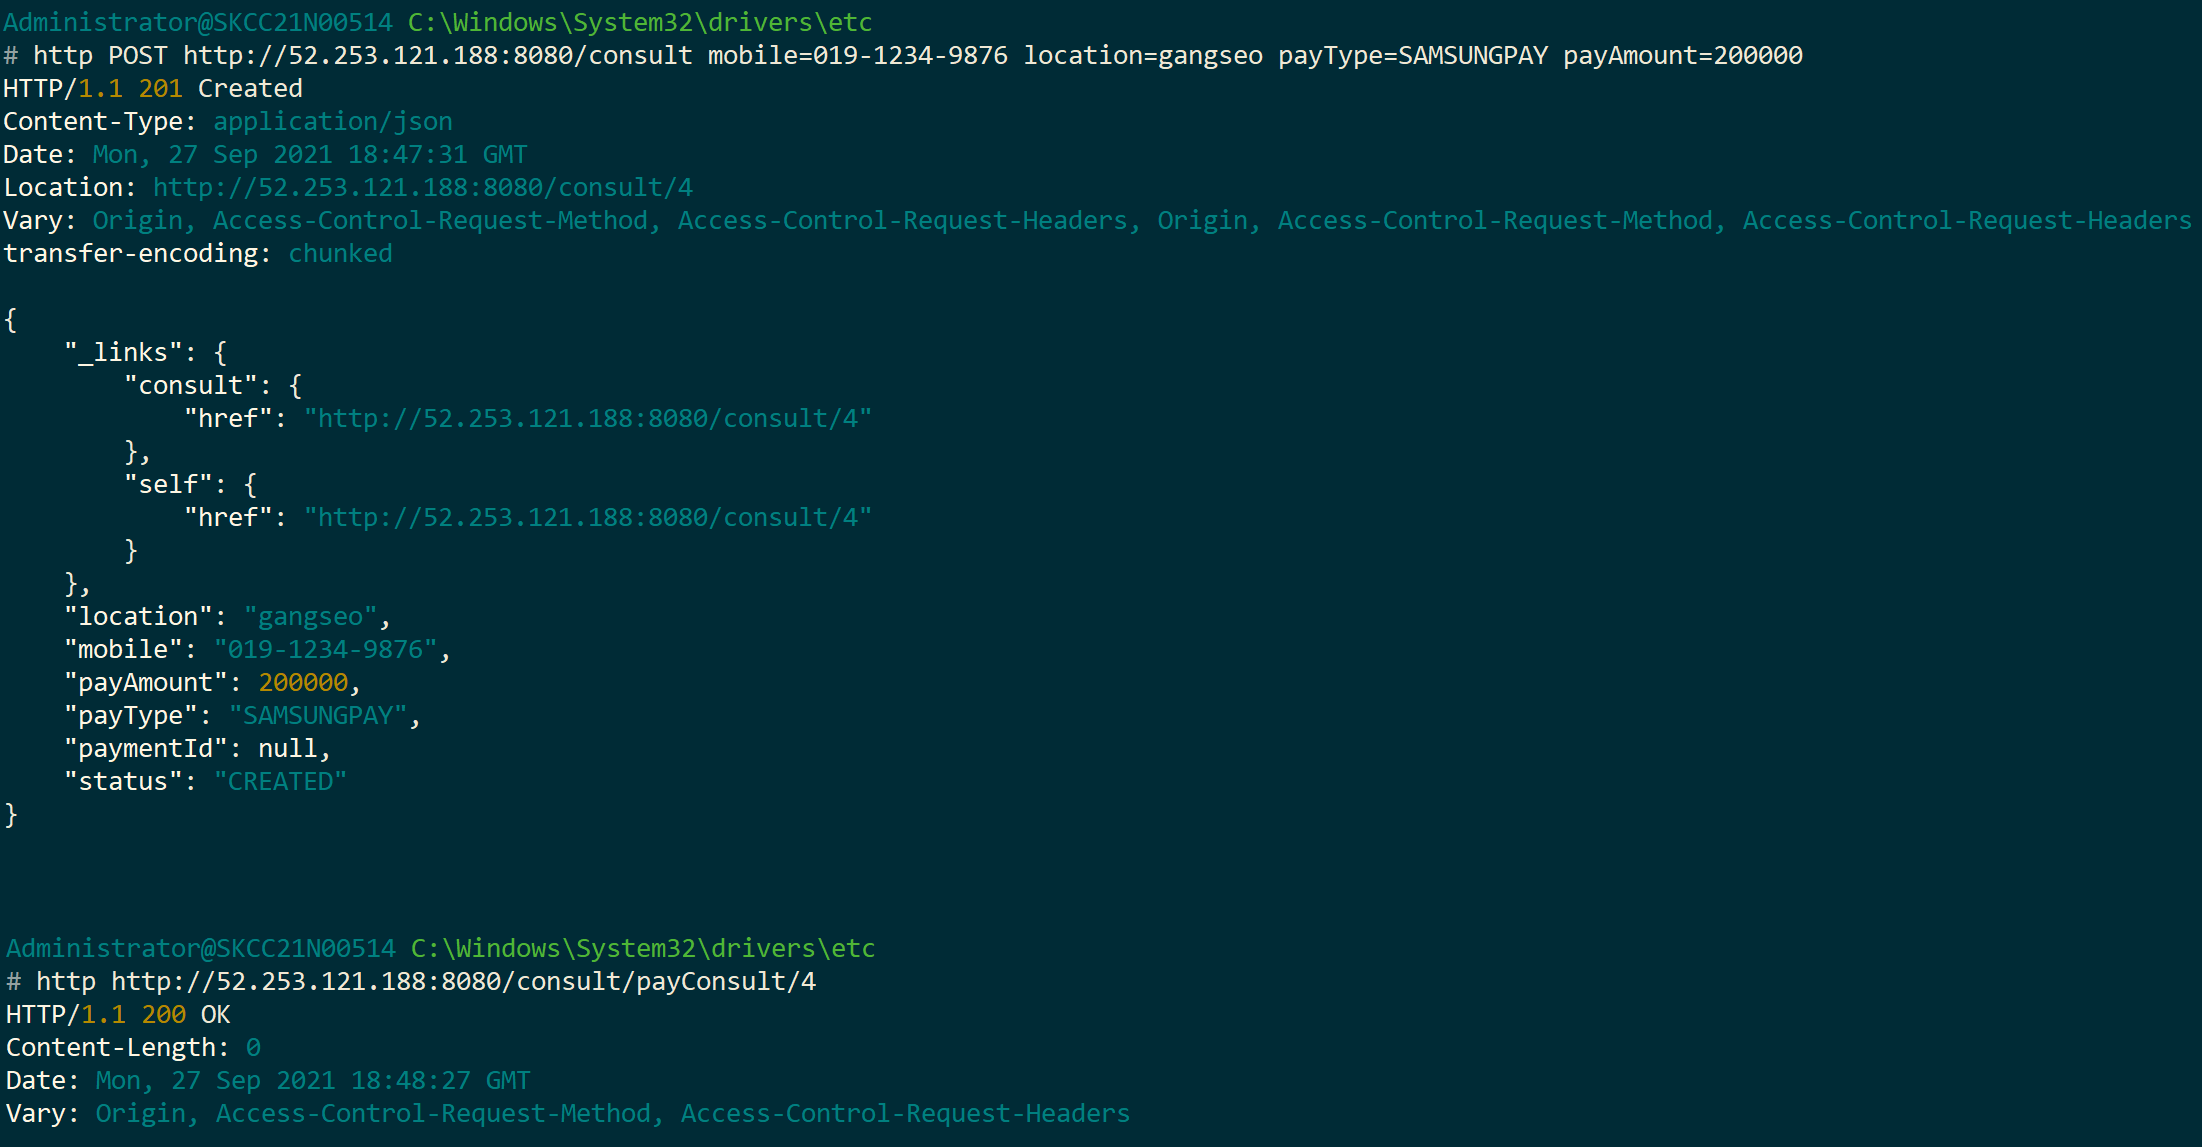 Administrator@SKCC21N00514 C:\Windows\System32\drivers\etc
# http POST http://52.253.121.188:8080/consult mobile=019-1234-9876 location=gangseo payType=SAMSUNGPAY payAmount=200000
HTTP/1.1 201 Created
Content-Type: application/json
Date: Mon, 27 Sep 2021 18:47:31 GMT
Location: http://52.253.121.188:8080/consult/4
Vary: Origin, Access-Control-Request-Method, Access-Control-Request-Headers, Origin, Access-Control-Request-Method, Access-Control-Request-Headers
transfer-encoding: chunked

{
    "_links": {
        "consult": {
            "href": "http://52.253.121.188:8080/consult/4"
        },
        "self": {
            "href": "http://52.253.121.188:8080/consult/4"
        }
    },
    "location": "gangseo",
    "mobile": "019-1234-9876",
    "payAmount": 200000,
    "payType": "SAMSUNGPAY",
    "paymentId": null,
    "status": "CREATED"
}

Administrator@SKCC21N00514 C:\Windows\System32\drivers\etc
# http http://52.253.121.188:8080/consult/payConsult/4
HTTP/1.1 200 OK
Content-Length: 0
Date: Mon, 27 Sep 2021 18:48:27 GMT
Vary: Origin, Access-Control-Request-Method, Access-Control-Request-Headers